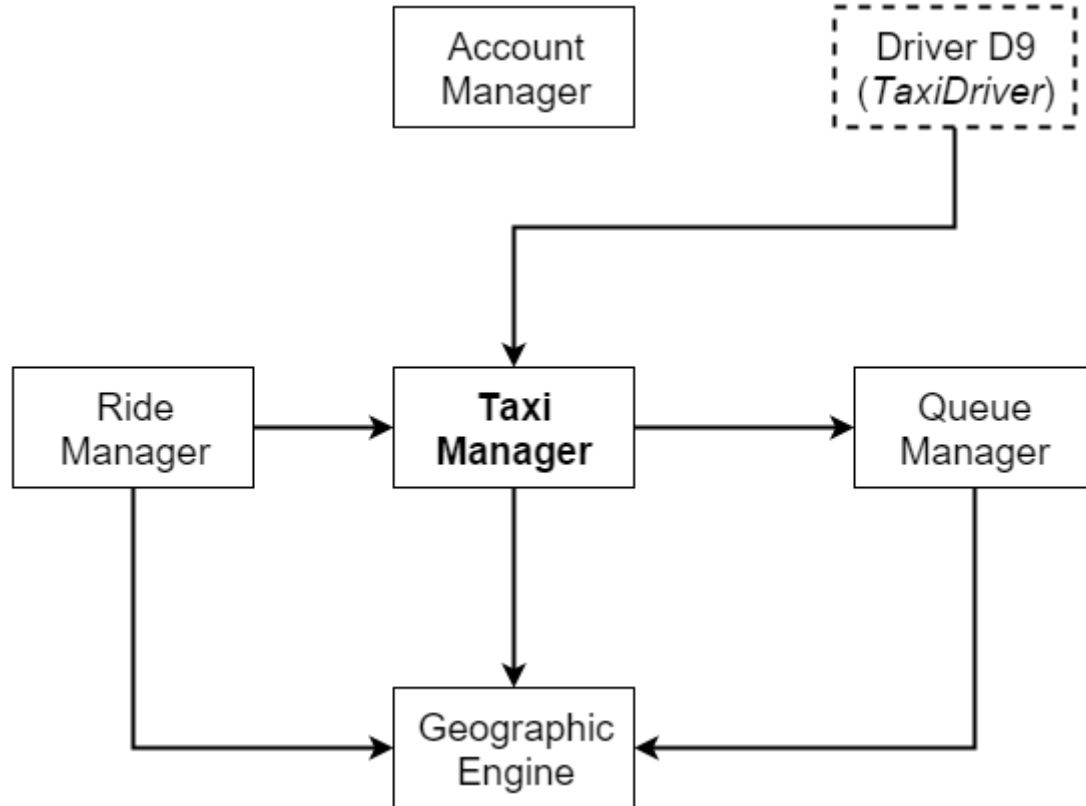 Account
Manager
Driver D9
(TaxiDriver)
Ride
Manager
Taxi
Manager
Queue
Manager
Geographic
Engine